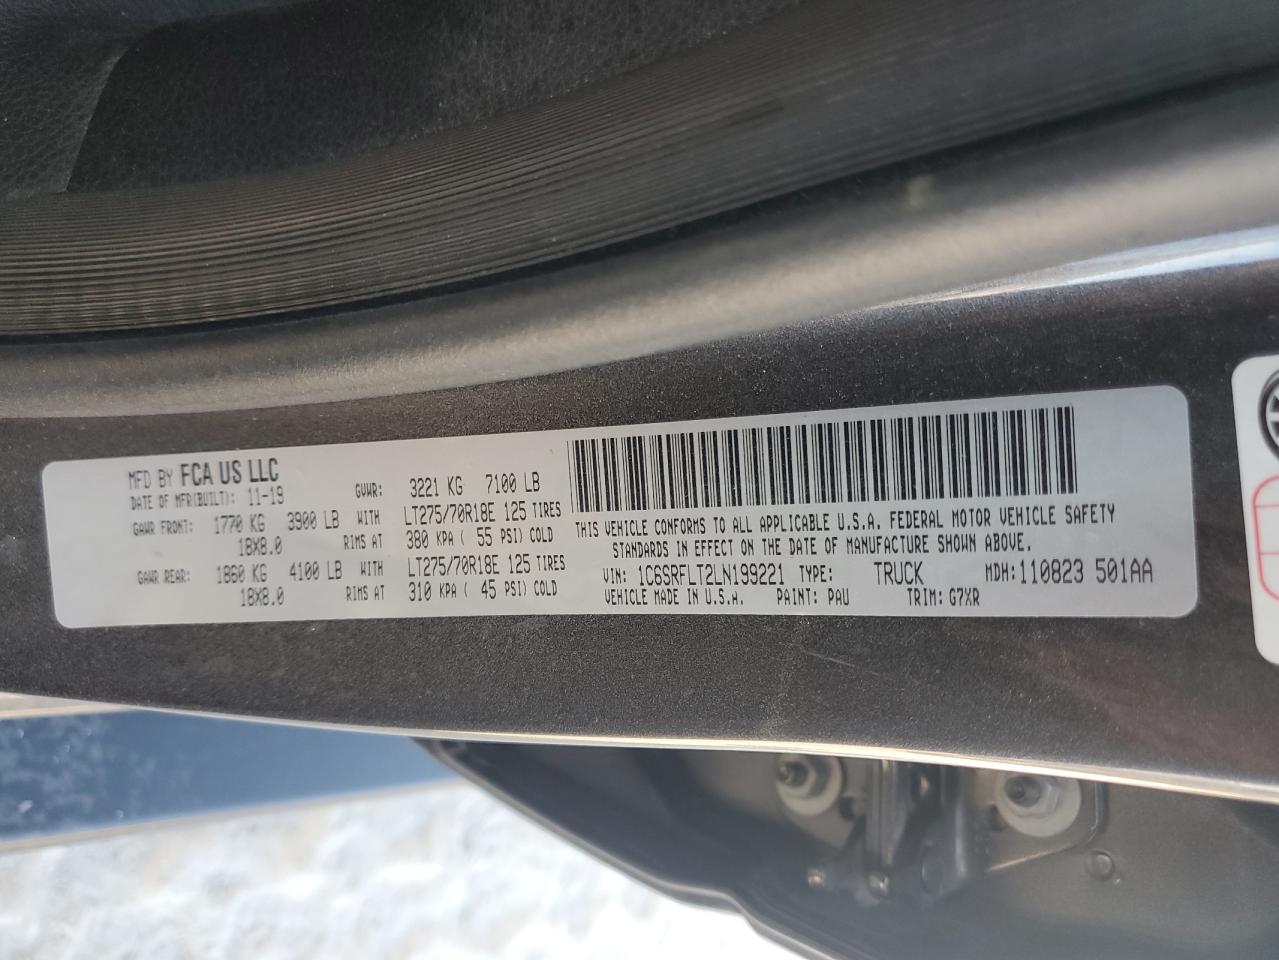 MFD BY FCA US LLC
DATE OF MFR(BUILT): 11-19 GVWR: 3221 KG 7100 LB
GAWR FRONT: 1770 KG 3900 LB WITH LT275/70R18E 125 TIRES
18X8.0 RIMS AT 380 KPA ( 55 PSI) COLD
GAWR REAR: 1860 KG 4100 LB WITH LT275/70R18E 125 TIRES
18X8.0 RIMS AT 310 KPA ( 45 PSI) COLD
THIS VEHICLE CONFORMS TO ALL APPLICABLE U.S.A. FEDERAL MOTOR VEHICLE SAFETY
STANDARDS IN EFFECT ON THE DATE OF MANUFACTURE SHOWN ABOVE.
VIN: 1C6SRFLT2LN199221 TYPE: TRUCK MDH:110823 501AA
VEHICLE MADE IN U.S.A. PAINT: PAU TRIM: G7XR